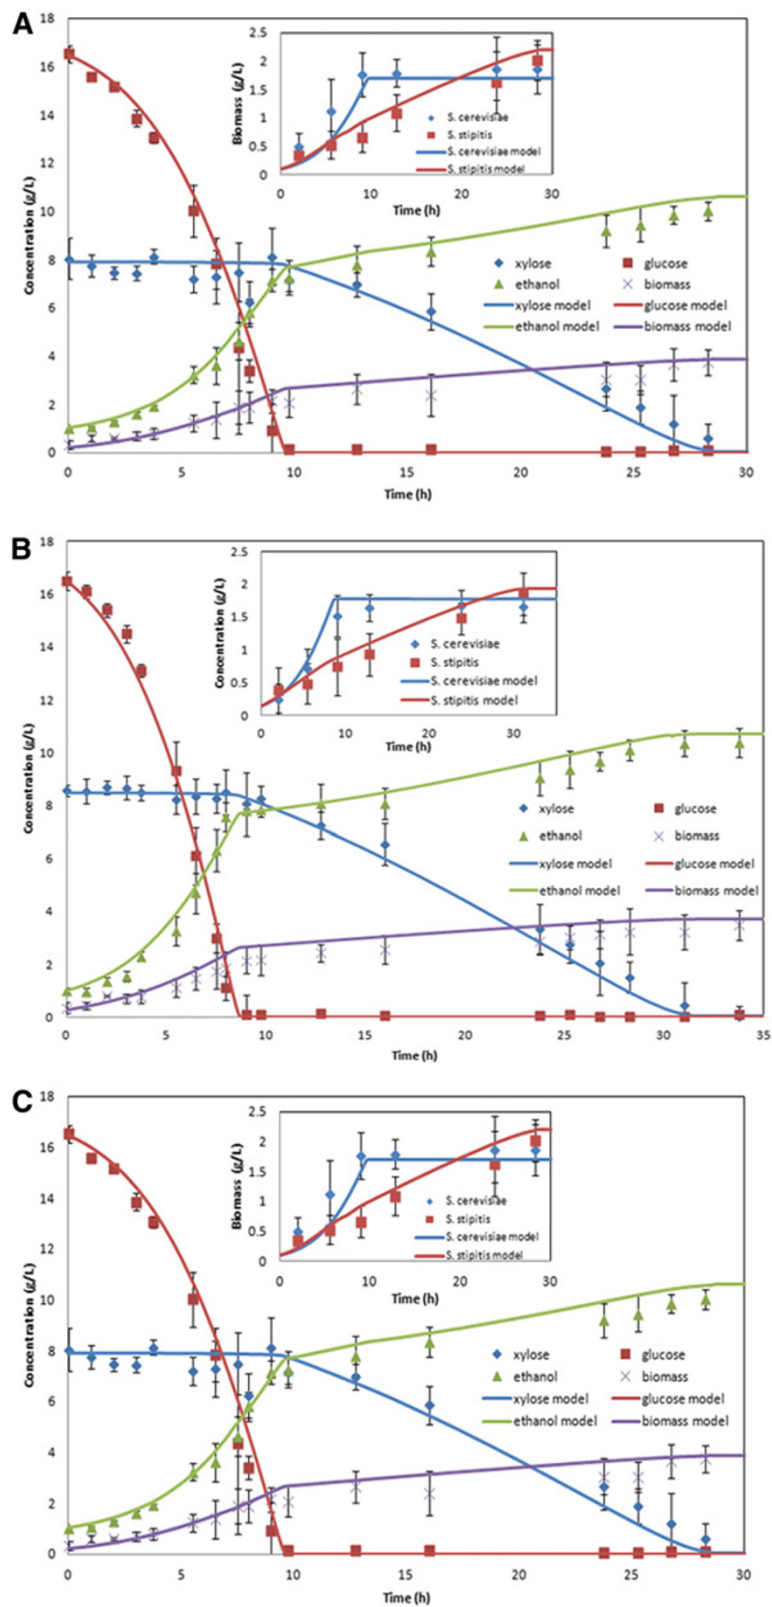 A
18
16
14
12
10
8
6
4
2
0
Concentration (g/L)
0 5 10 15 20 25 30
Time (h)
2.5
2
1.5
1
0.5
0
Biomass (g/L)
0 10 20 30
Time (h)
S. cerevisiae
S. stipitis
S. cerevisiae model
S. stipitis model
xylose glucose
ethanol biomass
xylose model glucose model
ethanol model biomass model
B
18
16
14
12
10
8
6
4
2
0
Concentration (g/L)
0 5 10 15 20 25 30 35
Time (h)
2.5
2
1.5
1
0.5
0
Concentration (g/L)
0 10 20 30
Time (h)
S. cerevisiae
S. stipitis
S. cerevisiae model
S. stipitis model
xylose glucose
ethanol biomass
xylose model glucose model
ethanol model biomass model
C
18
16
14
12
10
8
6
4
2
0
Concentration (g/L)
0 5 10 15 20 25 30
Time (h)
2.5
2
1.5
1
0.5
0
Biomass (g/L)
0 10 20 30
Time (h)
S. cerevisiae
S. stipitis
S. cerevisiae model
S. stipitis model
xylose glucose
ethanol biomass
xylose model glucose model
ethanol model biomass model